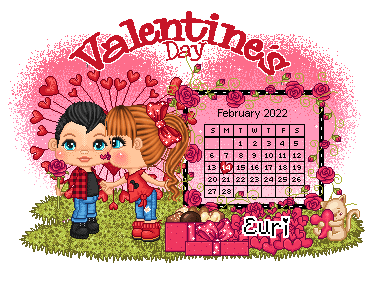 Valentine's
Day
February 2022
S M T W T F S
1 2 3 4 5
6 7 8 9 10 11 12
13 14 15 16 17 18 19
20 21 22 23 24 25 26
27 28
Euri